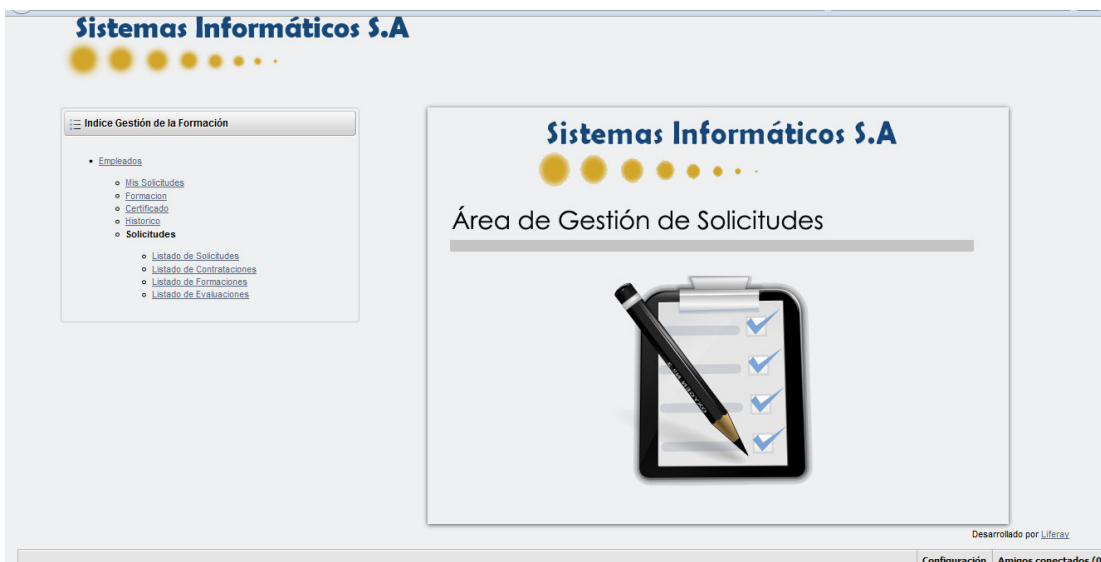 Sistemas Informáticos S.A
Indice Gestión de la Formación
Empleados
Mis Solicitudes
Formacion
Certificado
Historico
Solicitudes
Listado de Solicitudes
Listado de Contrataciones
Listado de Formaciones
Listado de Evaluaciones
Sistemas Informáticos S.A
Área de Gestión de Solicitudes
Desarrollado por Liferay
Configuración
Amigos conectados (0